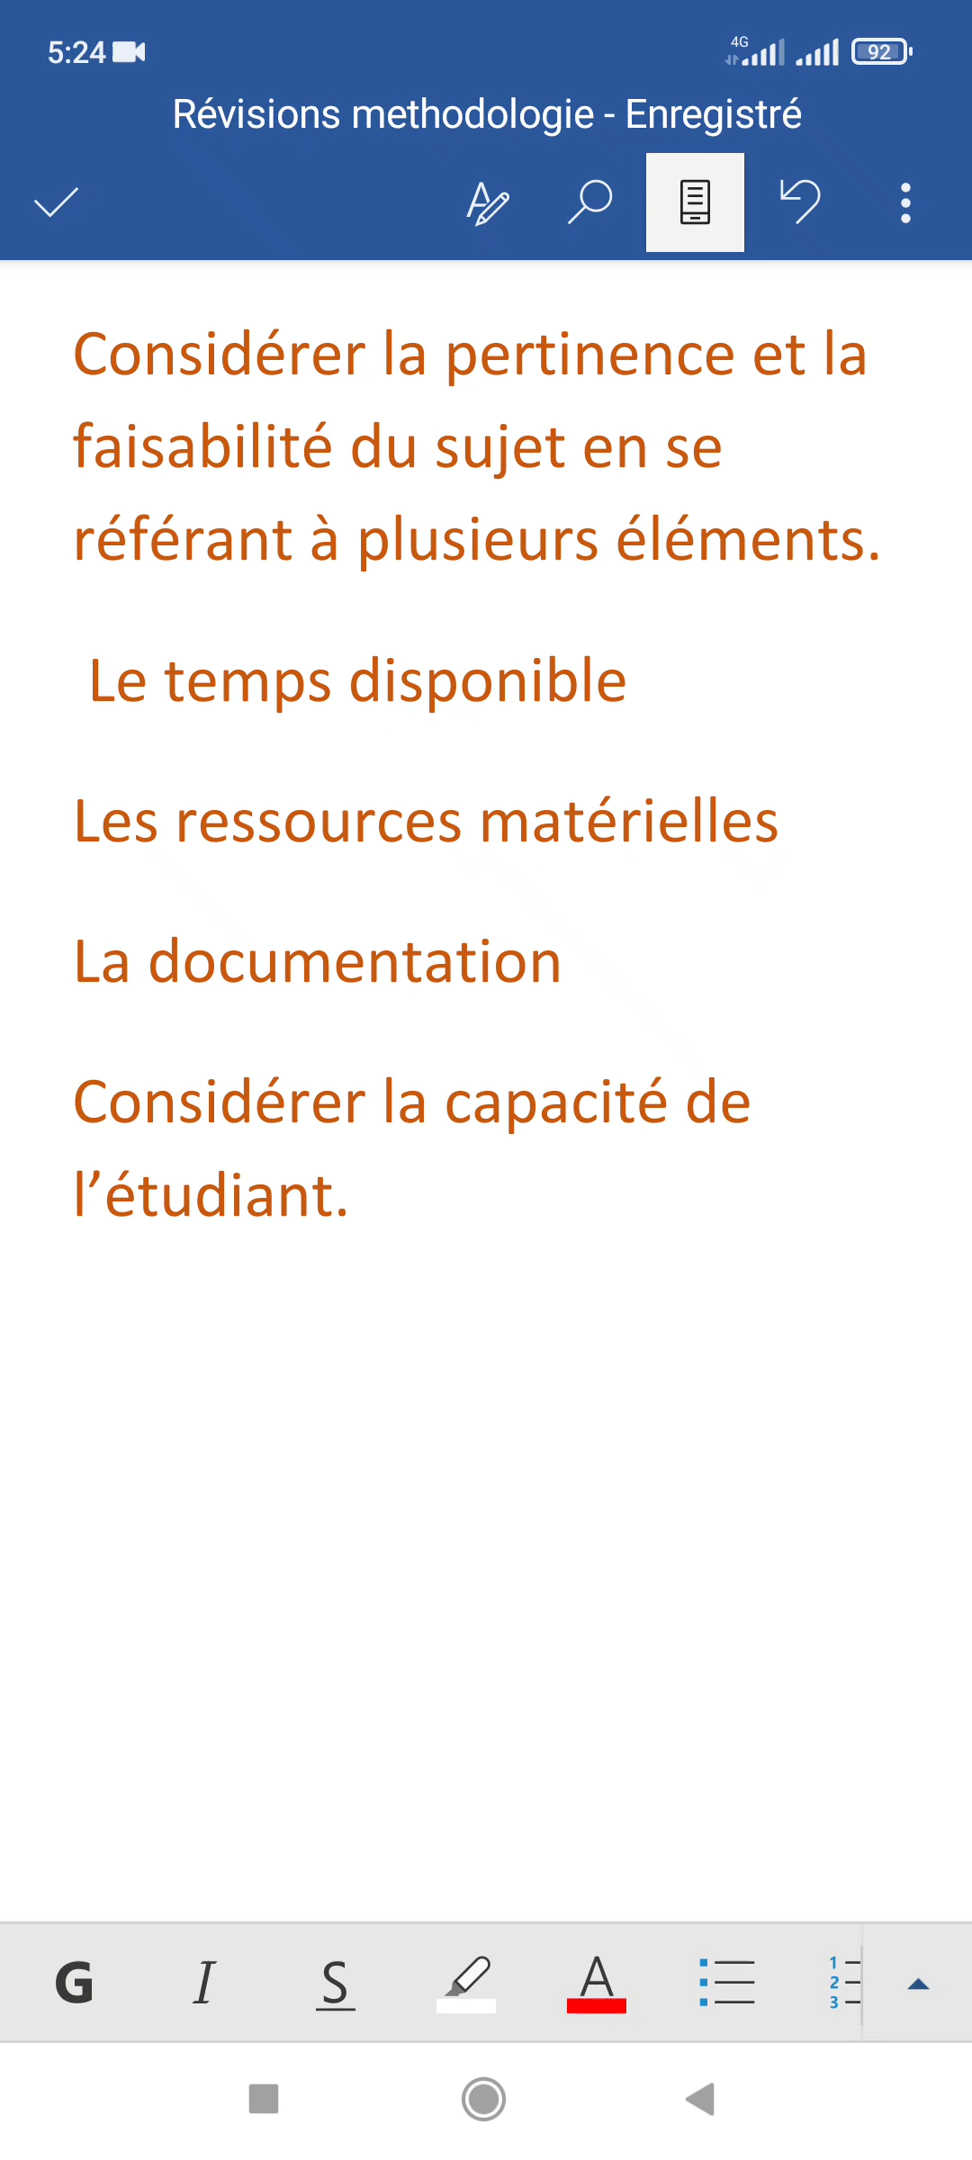 5:24
4G
92
Révisions methodologie - Enregistré
Considérer la pertinence et la
faisabilité du sujet en se
référant à plusieurs éléments.
Le temps disponible
Les ressources matérielles
La documentation
Considérer la capacité de
l’étudiant.
G I S A 1 2 3